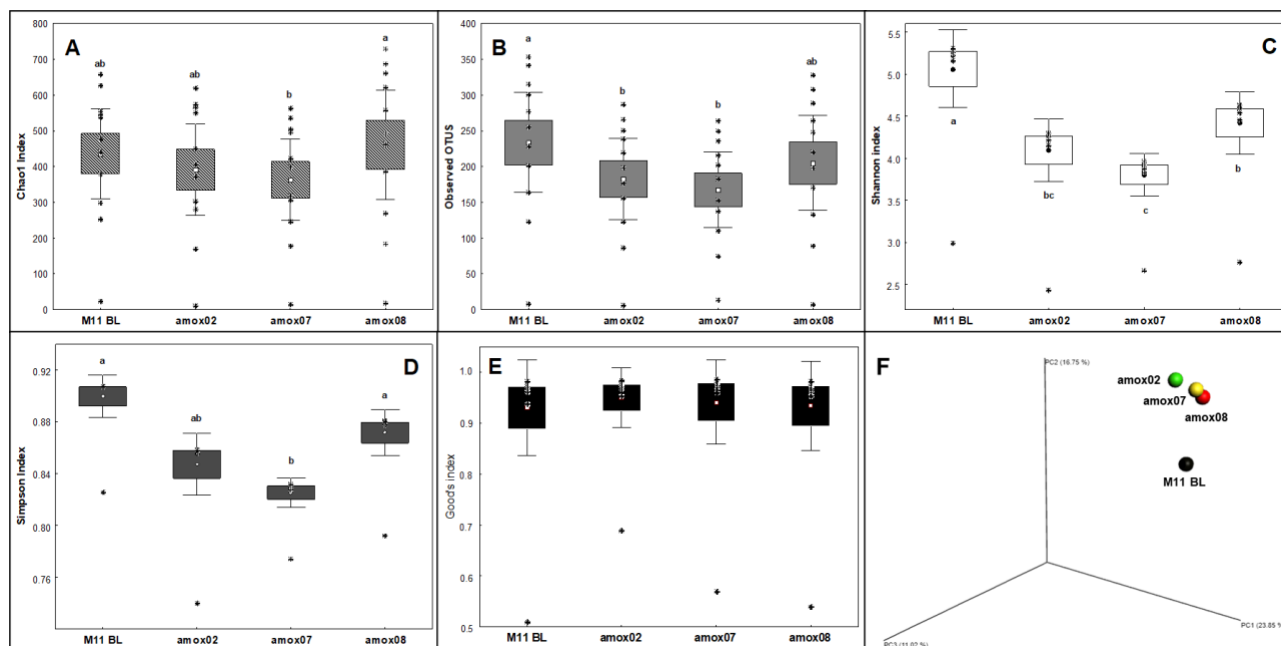 A
Chao1 Index
800
700
600
500
400
300
200
100
0
ab
ab
b
a
M11 BL amox02 amox07 amox08
B
Observed OTUS
400
350
300
250
200
150
100
50
0
a
b
b
ab
M11 BL amox02 amox07 amox08
C
Shannon index
5.5
5.0
4.5
4.0
3.5
3.0
2.5
a
bc
c
b
M11 BL amox02 amox07 amox08
D
Simpson index
0.92
0.88
0.84
0.80
0.76
a
ab
b
a
M11 BL amox02 amox07 amox08
E
Good's index
1.0
0.9
0.8
0.7
0.6
0.5
M11 BL amox02 amox07 amox08
F
PC2 (16.75 %)
amox02
amox07
amox08
M11 BL
PC1 (23.85 %
PC3 (11.02 %)